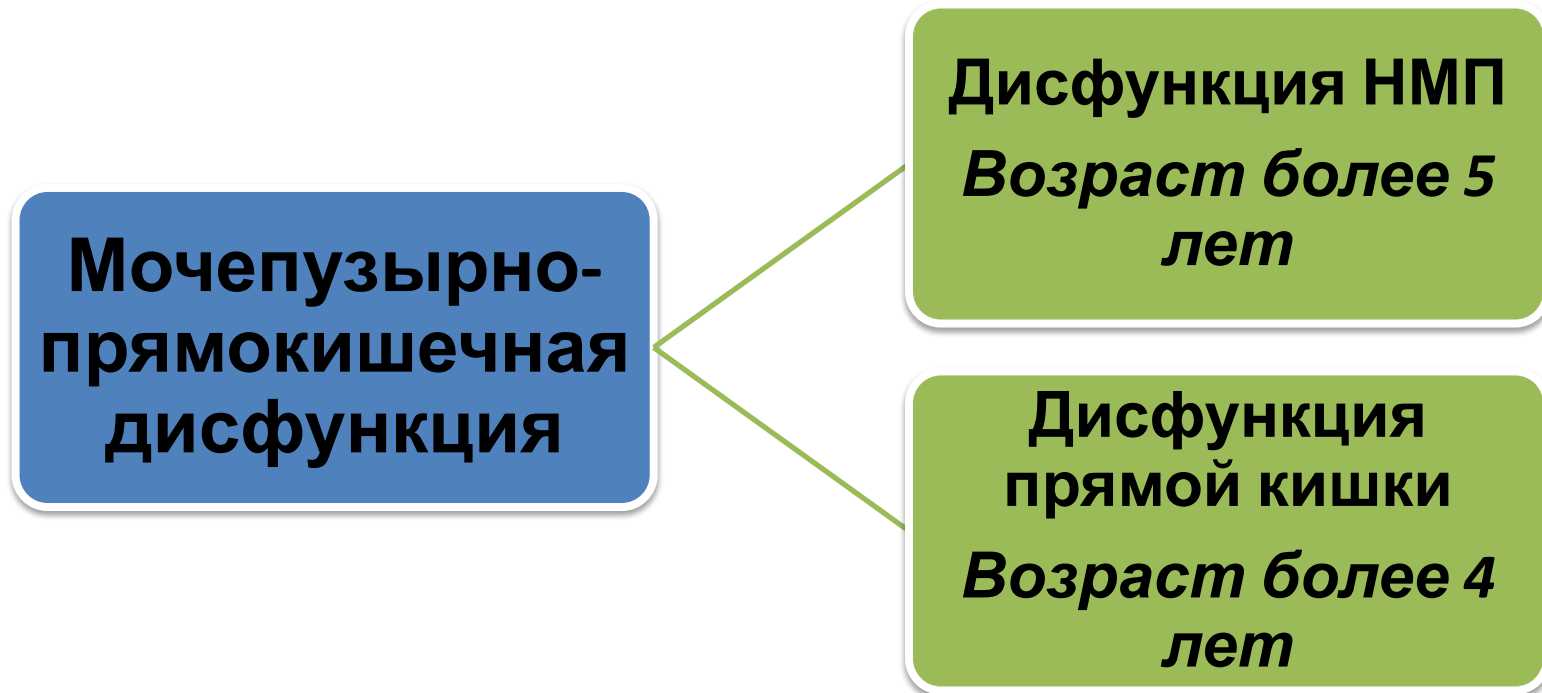 Мочепузырно-
прямокишечная
дисфункция
Дисфункция НМП
Возраст более 5
лет
Дисфункция
прямой кишки
Возраст более 4
лет